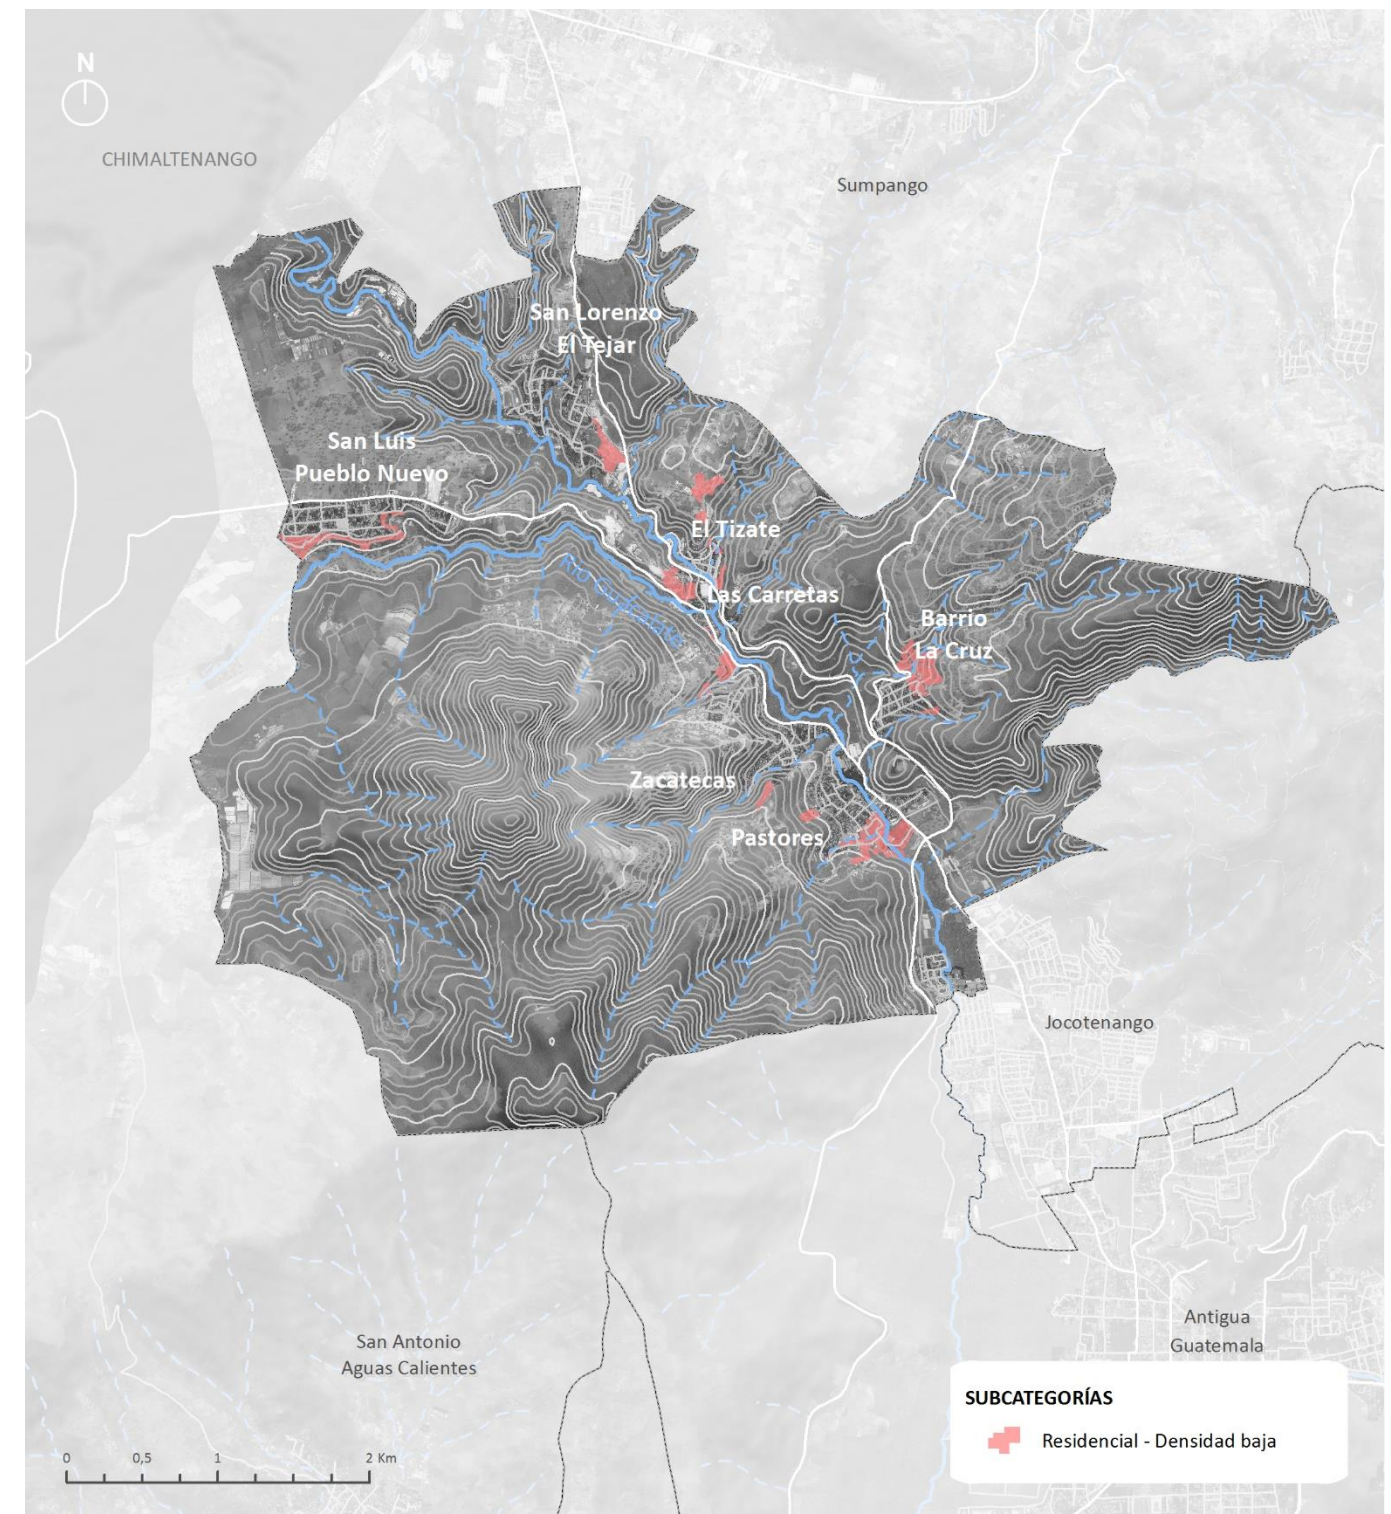 N
CHIMALTENANGO
Sumpango
San Lorenzo
El Tejar
San Luis
Pueblo Nuevo
El Tizate
Las Carretas
Barrio
La Cruz
Zacatecas
Pastores
Jocotenango
Antigua
Guatemala
San Antonio
Aguas Calientes
SUBCATEGORÍAS
Residencial - Densidad baja
0 0,5 1 2 Km